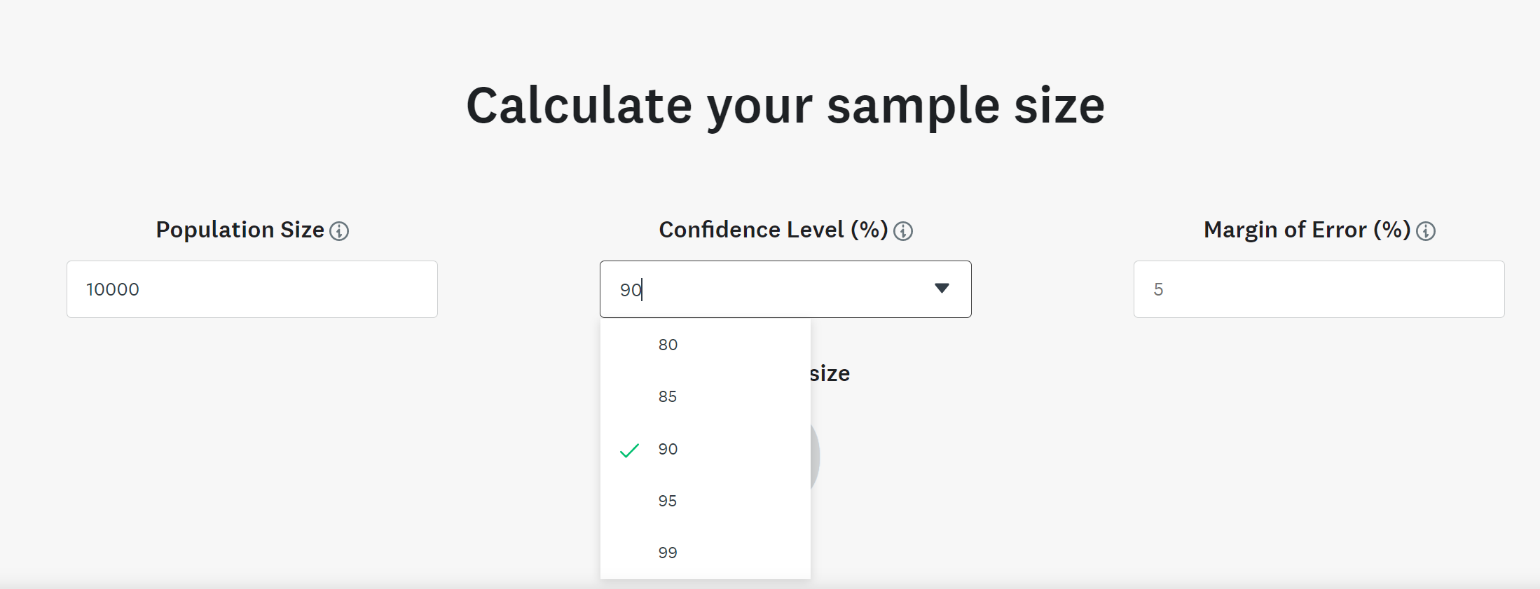 Calculate your sample size
Population Size
Confidence Level (%)
Margin of Error (%)
10000
90
5
80
size
85
90
95
99